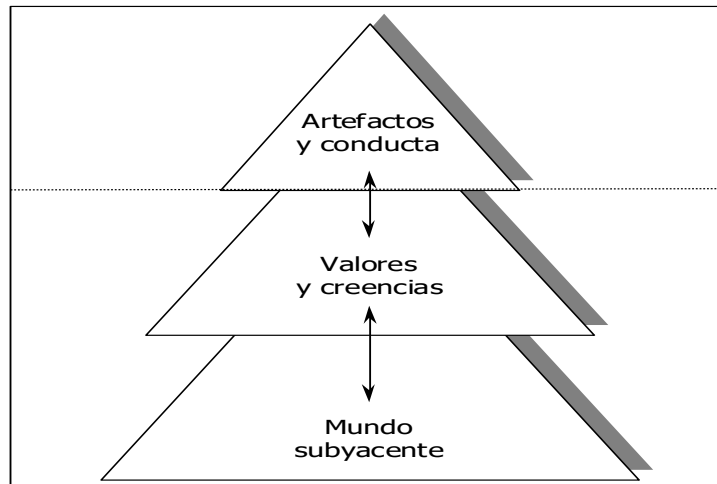 Artefactos
y conducta
Valores
y creencias
Mundo
subyacente